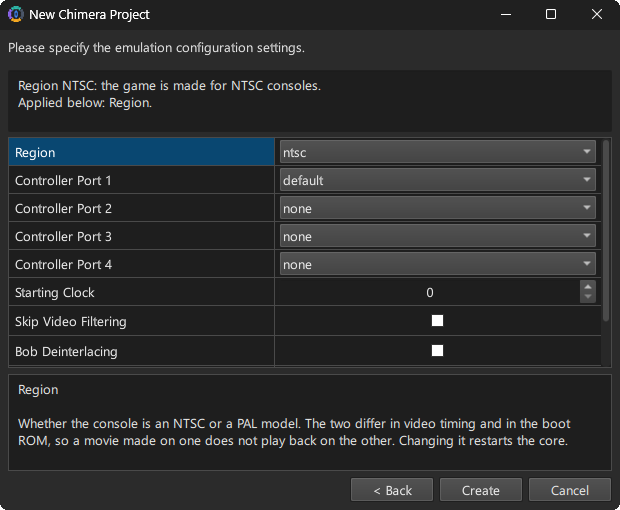 New Chimera Project
Please specify the emulation configuration settings.
Region NTSC: the game is made for NTSC consoles.
Applied below: Region.
Region
ntsc
Controller Port 1
default
Controller Port 2
none
Controller Port 3
none
Controller Port 4
none
Starting Clock
0
Skip Video Filtering
Bob Deinterlacing
Region
Whether the console is an NTSC or a PAL model. The two differ in video timing and in the boot
ROM, so a movie made on one does not play back on the other. Changing it restarts the core.
< Back
Create
Cancel